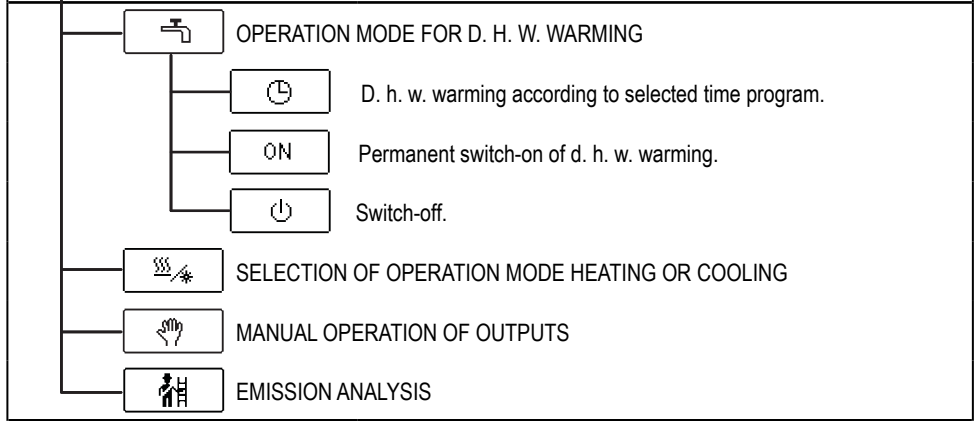 OPERATION MODE FOR D. H. W. WARMING
D. h. w. warming according to selected time program.
ON Permanent switch-on of d. h. w. warming.
Switch-off.
SELECTION OF OPERATION MODE HEATING OR COOLING
MANUAL OPERATION OF OUTPUTS
EMISSION ANALYSIS